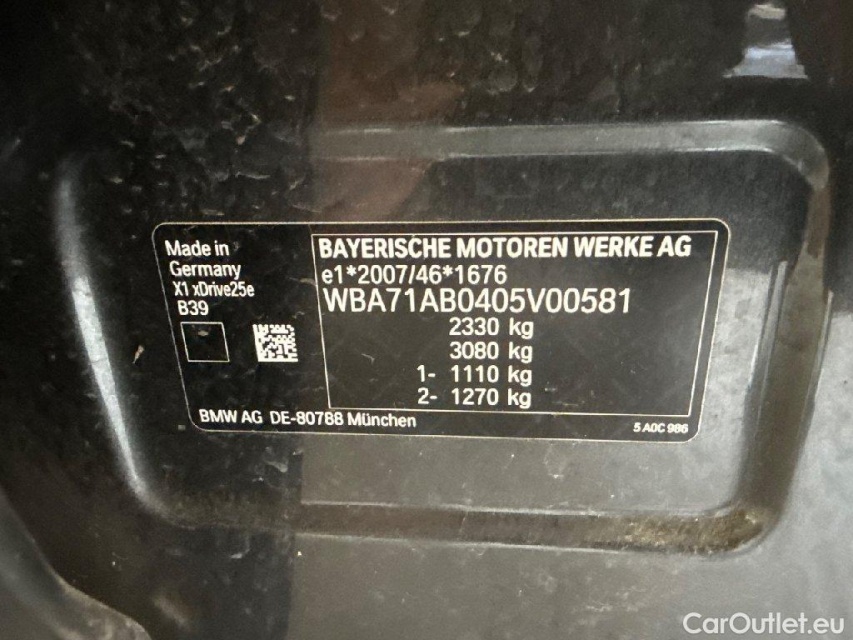 Made in
Germany
X1 xDrive25e
B39
BAYERISCHE MOTOREN WERKE AG
e1*2007/46*1676
WBA71AB0405V00581
2330 kg
3080 kg
1- 1110 kg
2- 1270 kg
BMW AG DE-80788 München
5 A0C 986
CarOutlet.eu